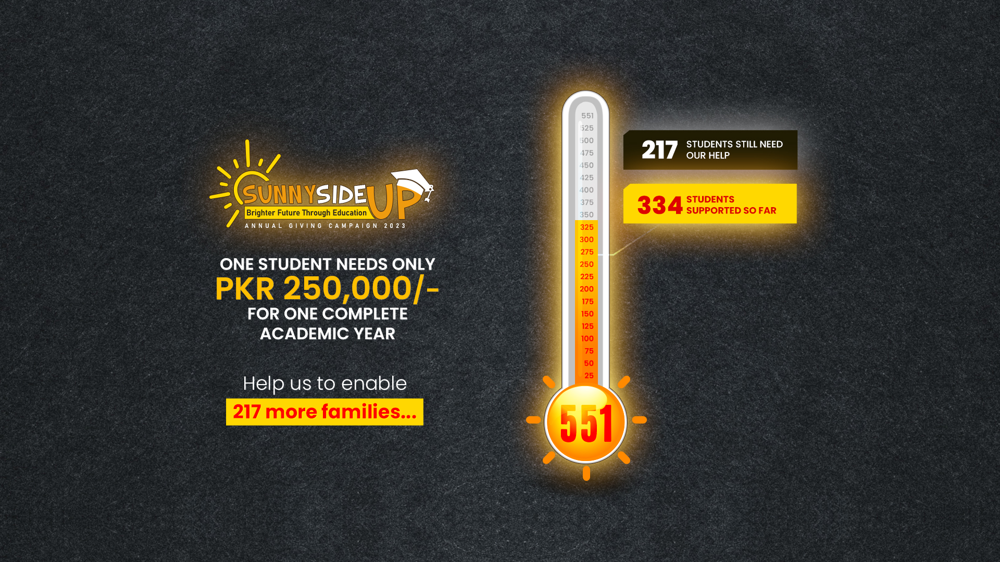 SUNNYSIDEUP
Brighter Future Through Education
ANNUAL GIVING CAMPAIGN 2023
ONE STUDENT NEEDS ONLY
PKR 250,000/-
FOR ONE COMPLETE
ACADEMIC YEAR
Help us to enable
217 more families...
551
525
500
475
450
425
400
375
350
325
300
275
250
225
200
175
150
125
100
75
50
25
551
217 STUDENTS STILL NEED
OUR HELP
334 STUDENTS
SUPPORTED SO FAR